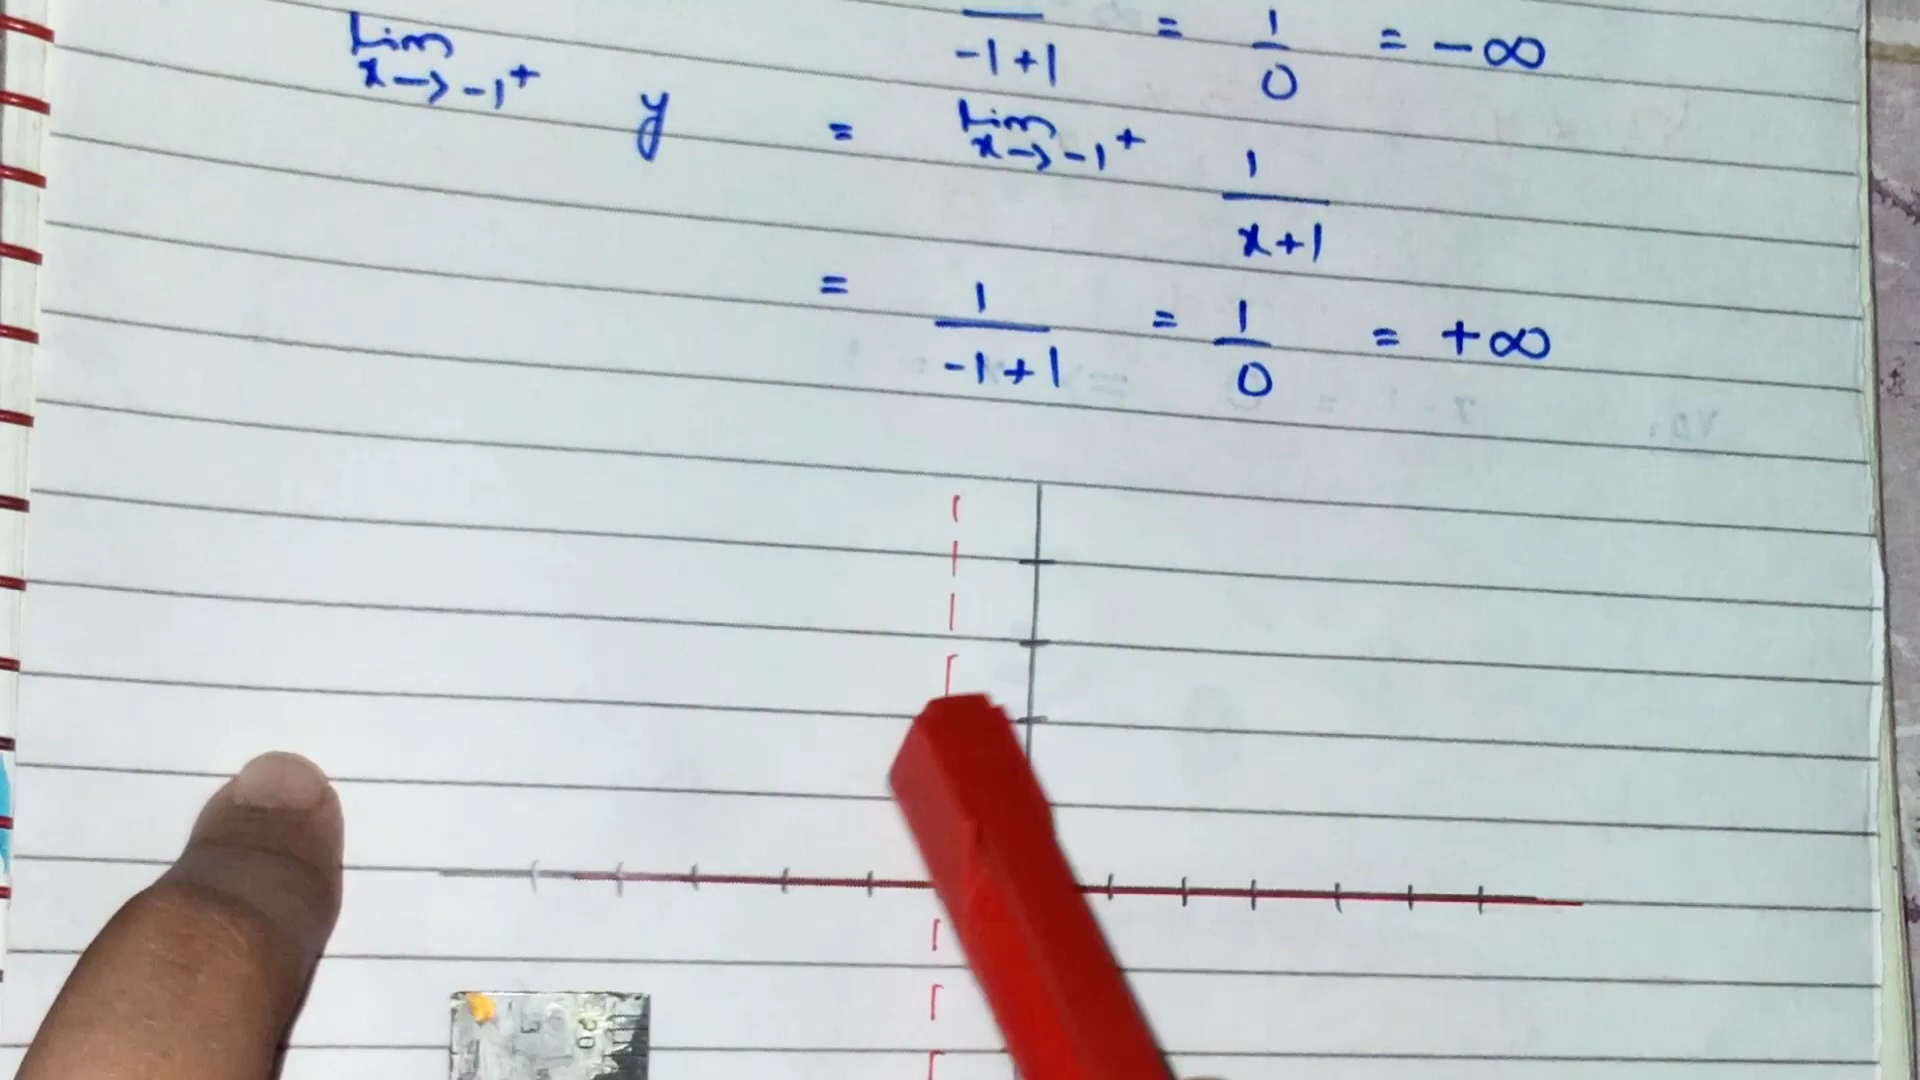 -1+1 = 1/0 = -∞
Lim x→-1⁺ y = Lim x→-1⁺ 1/(x+1)
= 1/(-1+1) = 1/0 = +∞